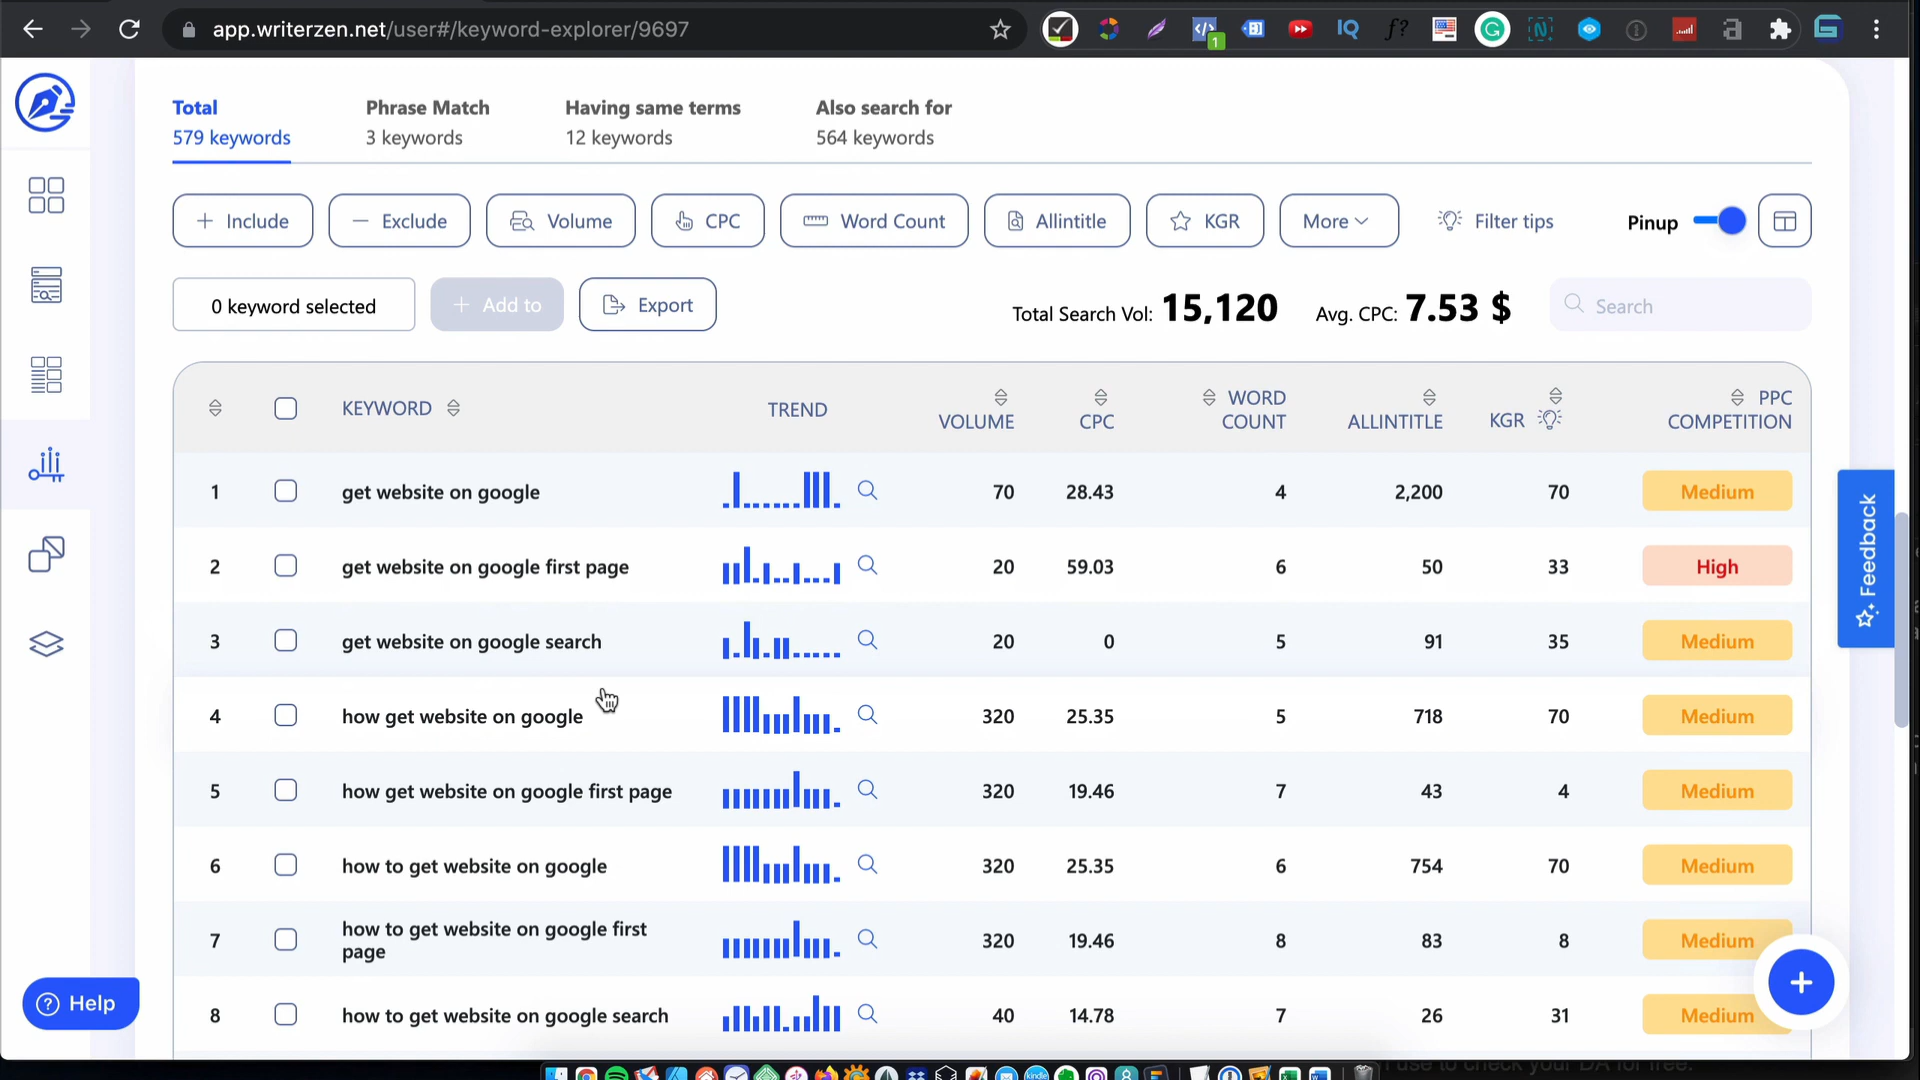 app.writerzen.net/user#/keyword-explorer/9697
Total
579 keywords
Phrase Match
3 keywords
Having same terms
12 keywords
Also search for
564 keywords
+ Include
− Exclude
Volume
CPC
Word Count
Allintitle
KGR
More
Filter tips
Pinup
0 keyword selected
+ Add to
Export
Total Search Vol: 15,120
Avg. CPC: 7.53 $
Search
KEYWORD TREND VOLUME CPC WORD COUNT ALLINTITLE KGR PPC COMPETITION
1 get website on google 70 28.43 4 2,200 70 Medium
2 get website on google first page 20 59.03 6 50 33 High
3 get website on google search 20 0 5 91 35 Medium
4 how get website on google 320 25.35 5 718 70 Medium
5 how get website on google first page 320 19.46 7 43 4 Medium
6 how to get website on google 320 25.35 6 754 70 Medium
7 how to get website on google first page 320 19.46 8 83 8 Medium
8 how to get website on google search 40 14.78 7 26 31 Medium
Feedback
Help
+
use to check your DA for free.